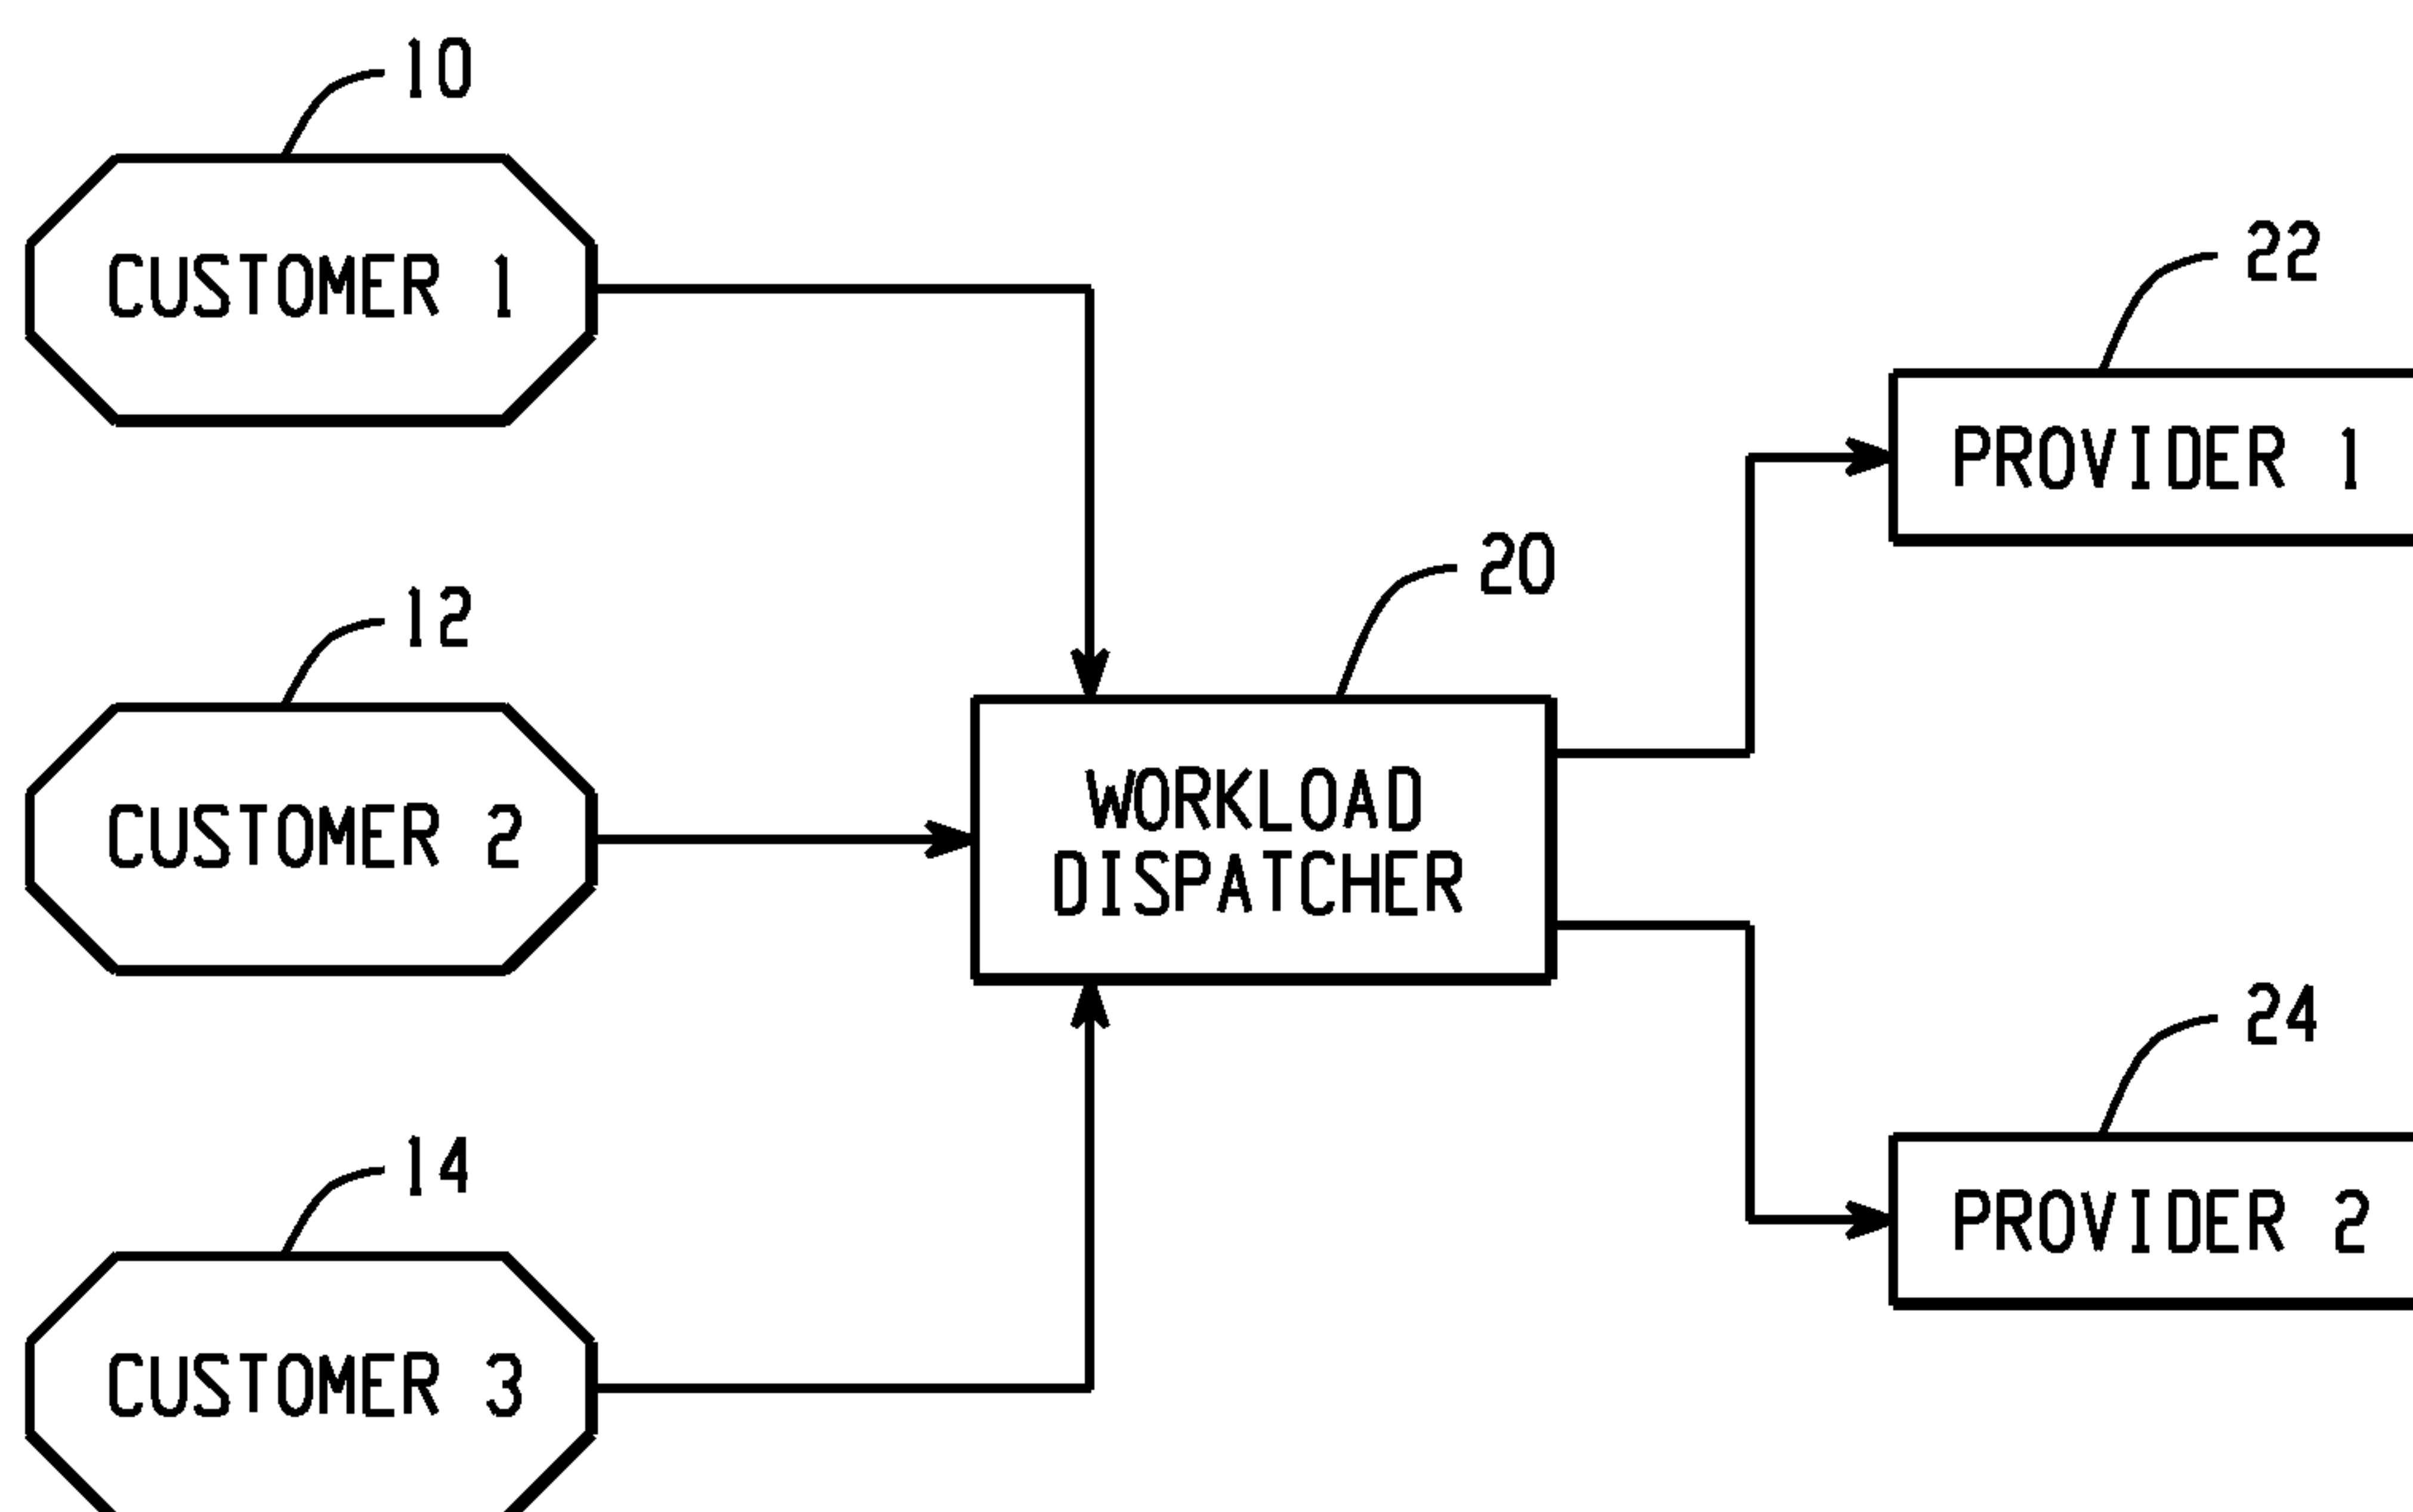 10
CUSTOMER 1
22
PROVIDER 1
20
12
CUSTOMER 2
WORKLOAD
DISPATCHER
24
PROVIDER 2
14
CUSTOMER 3